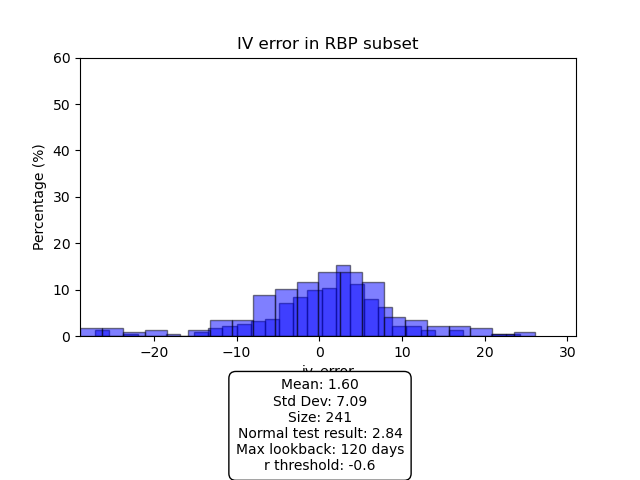 IV error in RBP subset
60
50
40
30
20
10
0
Percentage (%)
−20
−10
0
10
20
30
iv_error
Mean: 1.60
Std Dev: 7.09
Size: 241
Normal test result: 2.84
Max lookback: 120 days
r threshold: -0.6